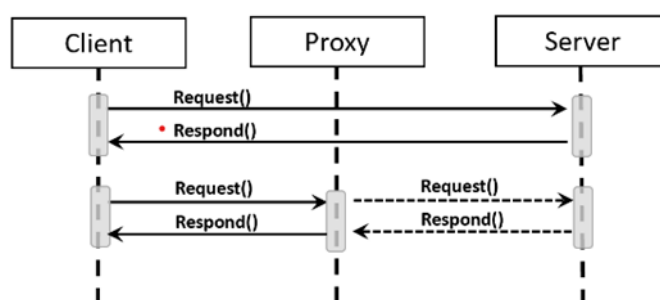 Client Proxy Server
Request()
Respond()
Request() Request()
Respond() Respond()